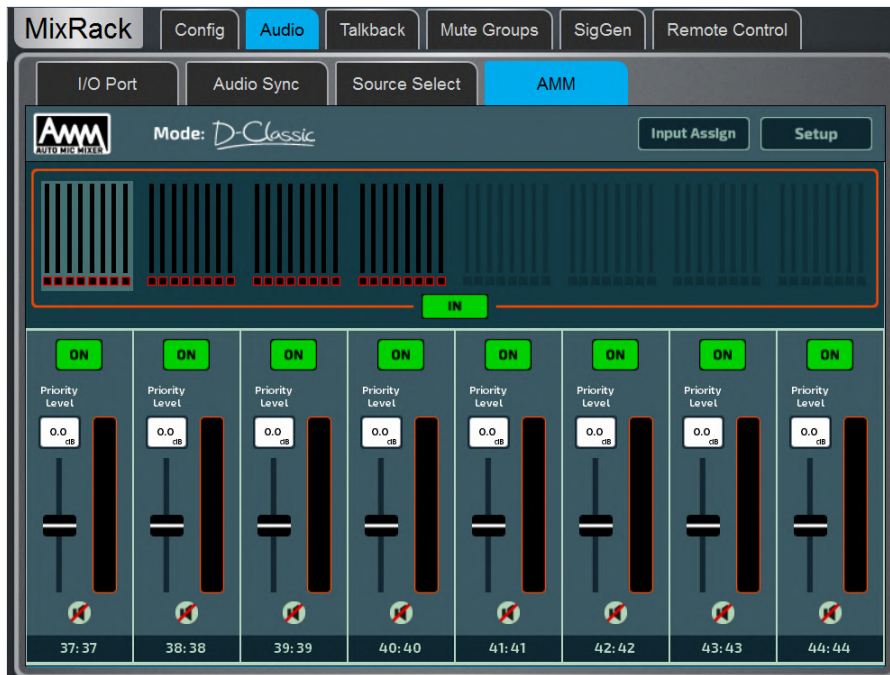 MixRack Config Audio Talkback Mute Groups SigGen Remote Control
I/O Port Audio Sync Source Select AMM
AMM
AUTO MIC MIXER
Mode: D-Classic
Input Assign Setup
IN
ON ON ON ON ON ON ON ON
Priority Priority Priority Priority Priority Priority Priority Priority
Level Level Level Level Level Level Level Level
0.0 0.0 0.0 0.0 0.0 0.0 0.0 0.0
dB dB dB dB dB dB dB dB
37:37 38:38 39:39 40:40 41:41 42:42 43:43 44:44